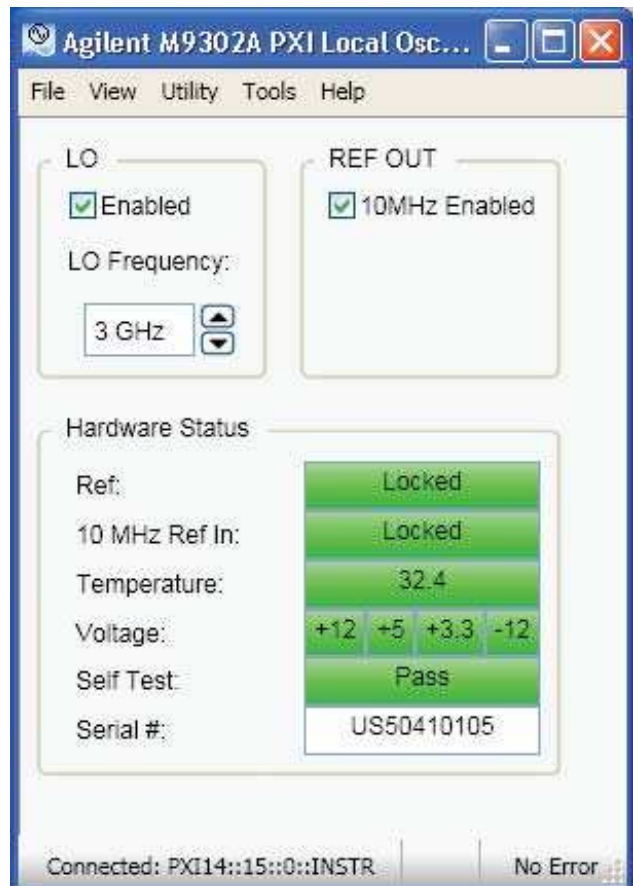 Agilent M9302A PXI Local Osc...
File View Utility Tools Help
LO
Enabled
LO Frequency:
3 GHz
REF OUT
10MHz Enabled
Hardware Status
Ref: Locked
10 MHz Ref In: Locked
Temperature: 32.4
Voltage: +12 +5 +3.3 -12
Self Test: Pass
Serial #: US50410105
Connected: PXI14::15::0::INSTR No Error